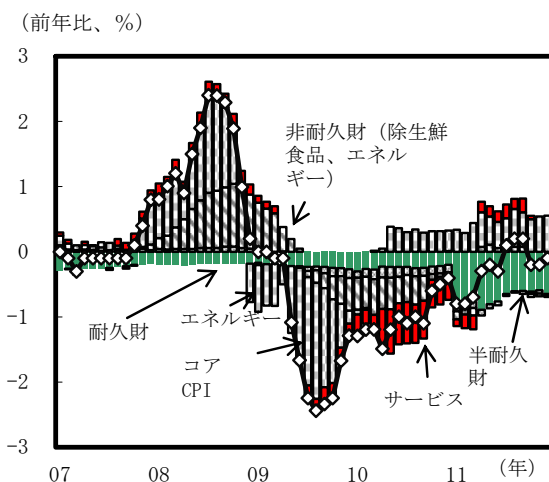 （前年比、%）
3
2
1
0
-1
-2
-3
非耐久財（除生鮮
食品、エネル
ギー）
耐久財
エネルギー
コア
CPI
サービス
半耐久
財
07
08
09
10
11
（年）